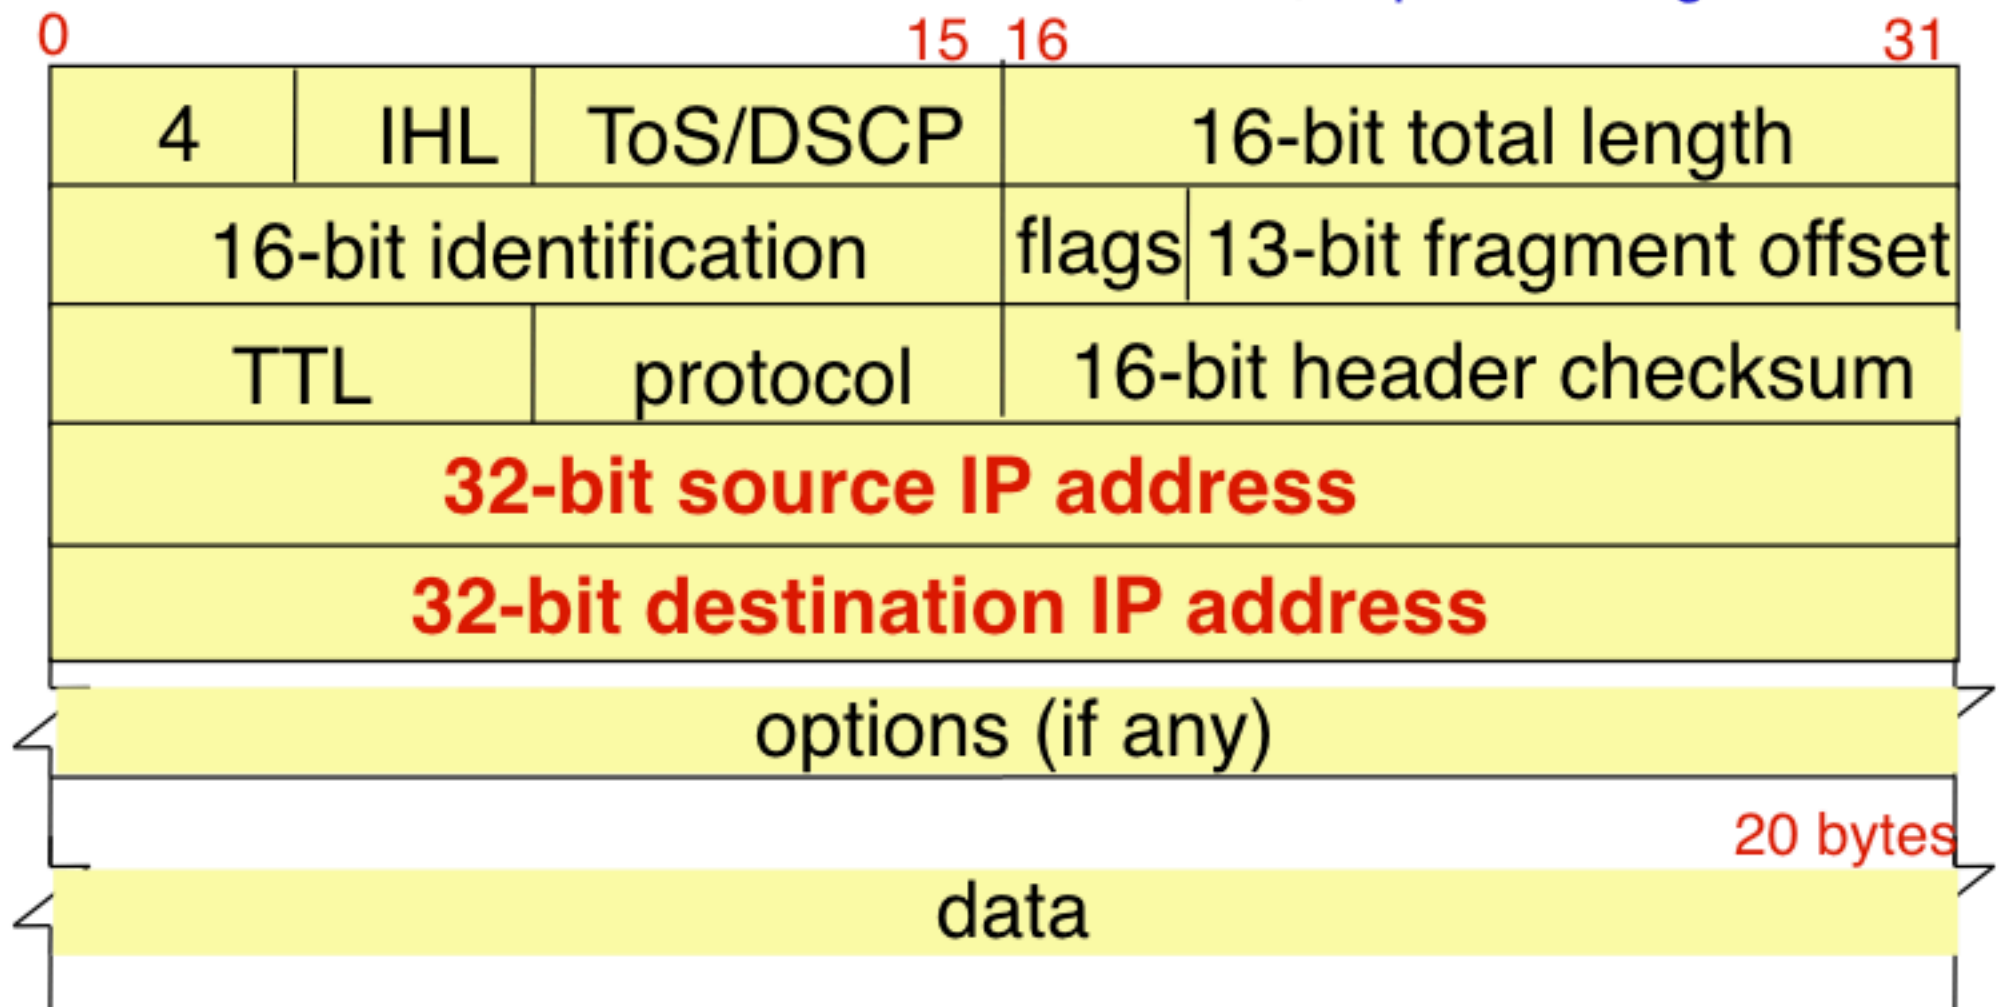 0 15 16 31
4 IHL ToS/DSCP 16-bit total length
16-bit identification flags 13-bit fragment offset
TTL protocol 16-bit header checksum
32-bit source IP address
32-bit destination IP address
options (if any)
20 bytes
data